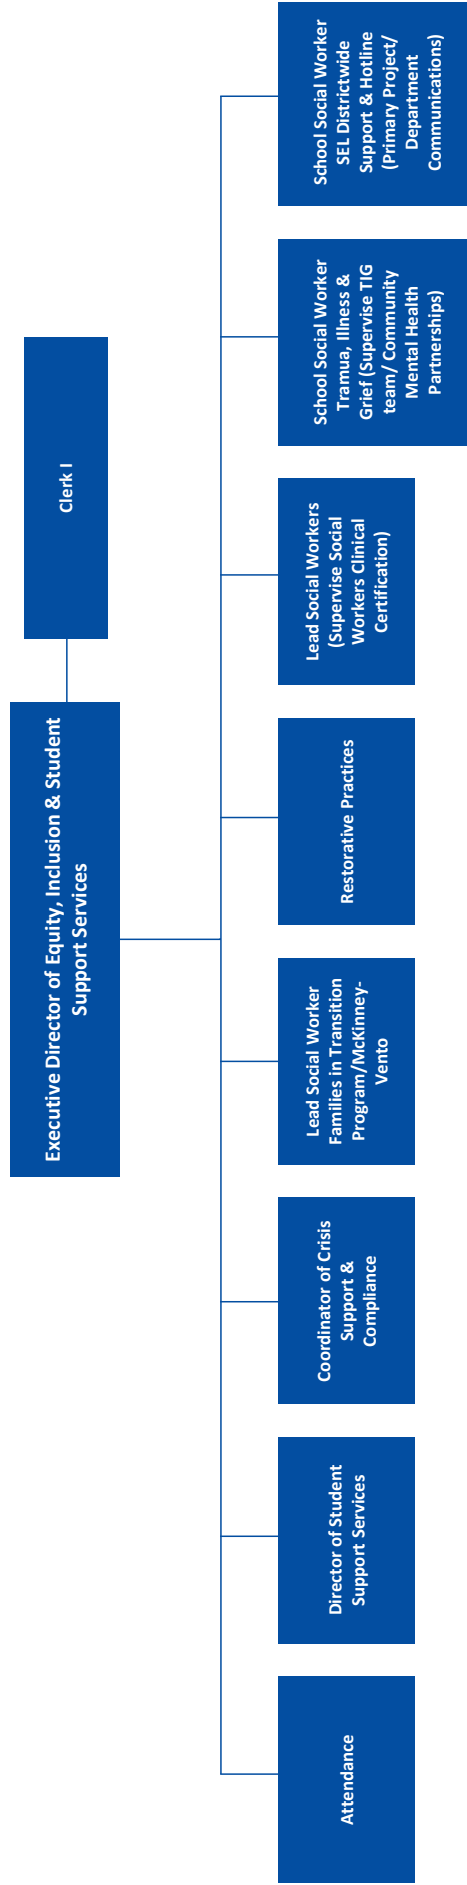 Executive Director of Equity, Inclusion & Student
Support Services
Clerk I
Attendance
Director of Student
Support Services
Coordinator of Crisis
Support &
Compliance
Lead Social Worker
Families in Transition
Program/McKinney-
Vento
Restorative Practices
Lead Social Workers
(Supervise Social
Workers Clinical
Certification)
School Social Worker
Tramua, Illness &
Grief (Supervise TIG
team/ Community
Mental Health
Partnerships)
School Social Worker
SEL Districtwide
Support & Hotline
(Primary Project/
Department
Communications)